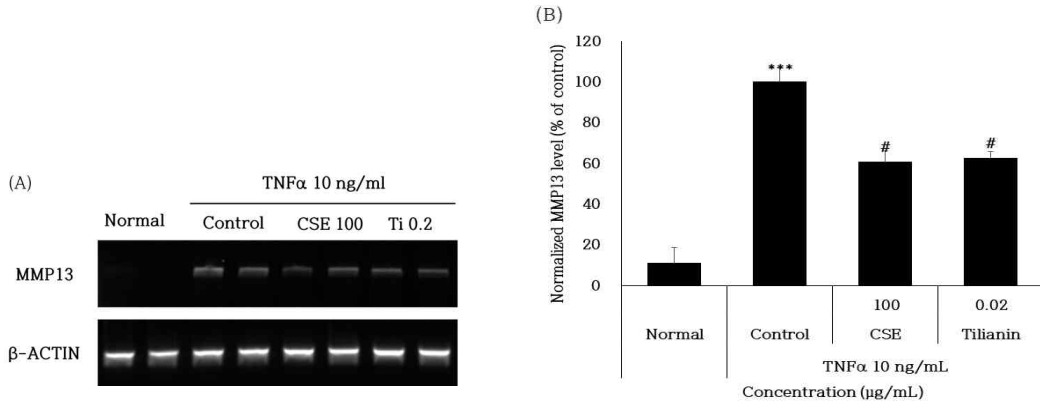 (A)
TNFα 10 ng/ml
Normal Control CSE 100 Ti 0.2
MMP13
β-ACTIN
(B)
Normalized MMP13 level (% of control)
120
100
80
60
40
20
0
***
#
#
100 0.02
Normal Control CSE Tilianin
TNFα 10 ng/mL
Concentration (μg/mL)